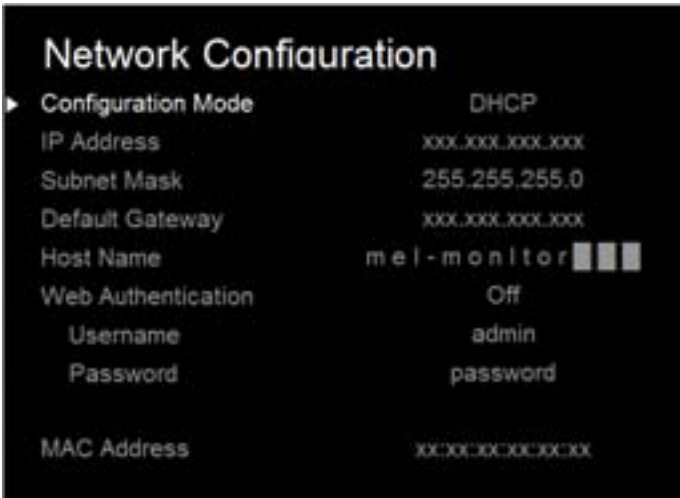 Network Configuration
Configuration Mode DHCP
IP Address xxx.xxx.xxx.xxx
Subnet Mask 255.255.255.0
Default Gateway xxx.xxx.xxx.xxx
Host Name mel-monitor
Web Authentication Off
Username admin
Password password
MAC Address xx:xx:xx:xx:xx:xx